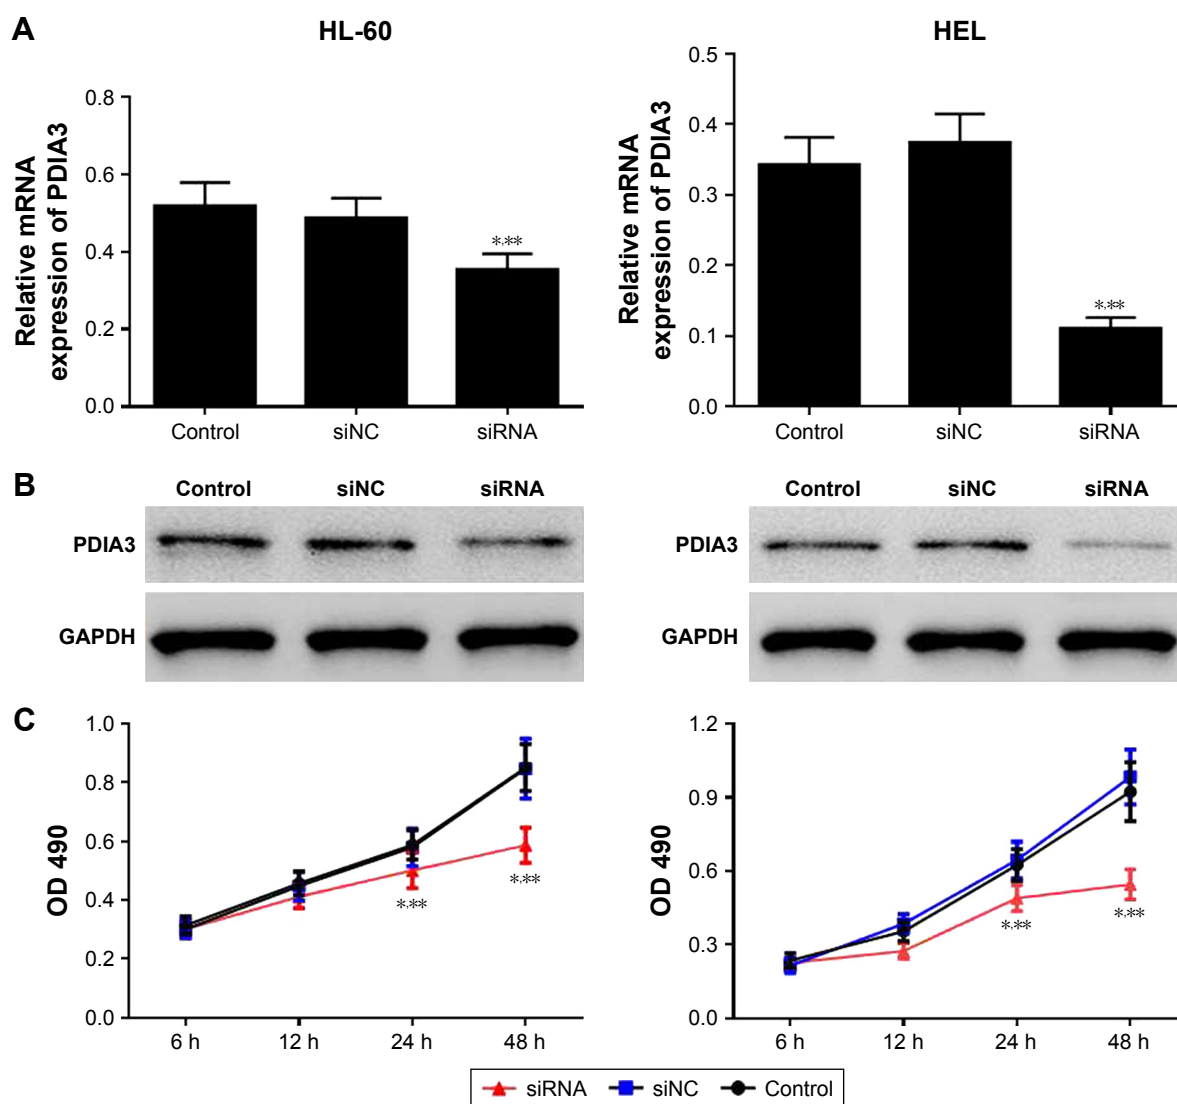 A
HL-60
HEL
Relative mRNA
expression of PDIA3
0.8
0.6
0.4
0.2
0.0
*,**
Control
siNC
siRNA
Relative mRNA
expression of PDIA3
0.5
0.4
0.3
0.2
0.1
0.0
*,**
Control
siNC
siRNA
B
Control
siNC
siRNA
PDIA3
GAPDH
Control
siNC
siRNA
PDIA3
GAPDH
C
OD 490
1.0
0.8
0.6
0.4
0.2
0.0
*,**
*,**
6 h
12 h
24 h
48 h
OD 490
1.2
0.9
0.6
0.3
0.0
*,**
*,**
6 h
12 h
24 h
48 h
siRNA
siNC
Control